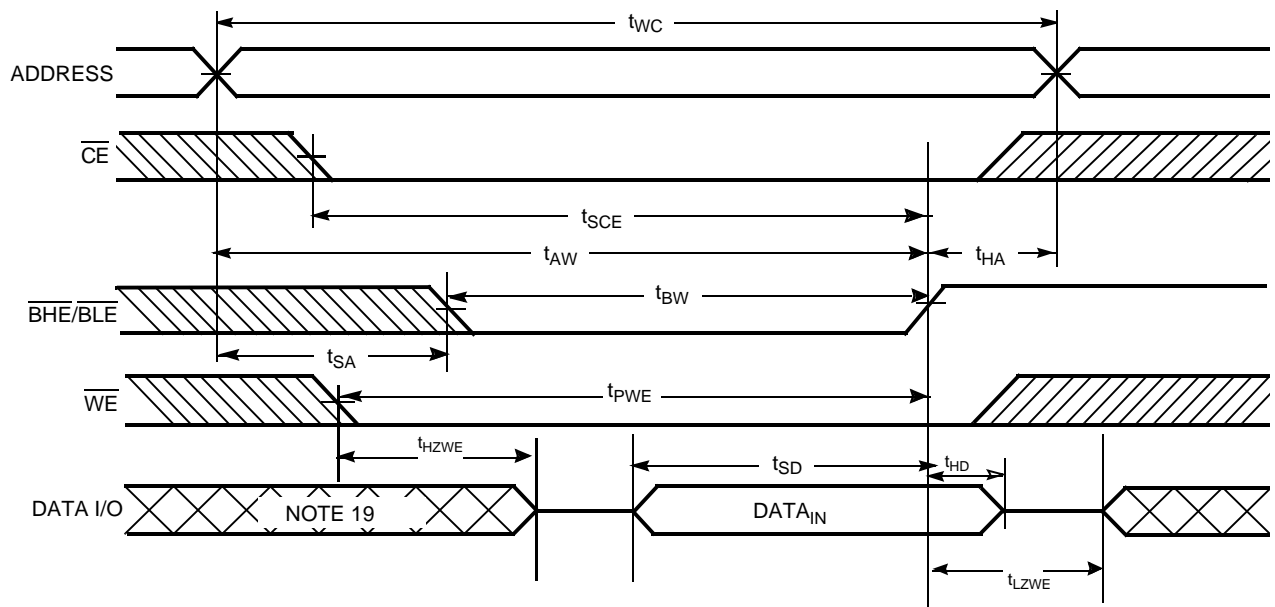 tWC
ADDRESS
CE
tSCE
tAW
tHA
BHE/BLE
tBW
tSA
WE
tPWE
tHZWE
tSD
tHD
DATA I/O
NOTE 19
DATAIN
tLZWE